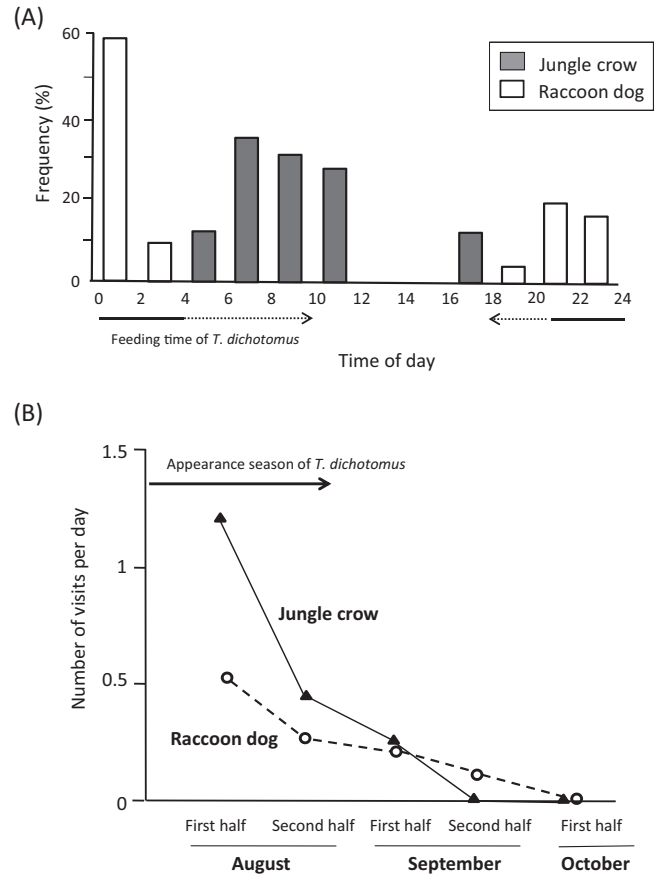 (A)
60
40
20
0
Frequency (%)
Jungle crow
Raccoon dog
0 2 4 6 8 10 12 14 16 18 20 22 24
Feeding time of T. dichotomus
Time of day
(B)
1.5
1
0.5
0
Number of visits per day
Appearance season of T. dichotomus
Jungle crow
Raccoon dog
First half Second half First half Second half First half
August September October